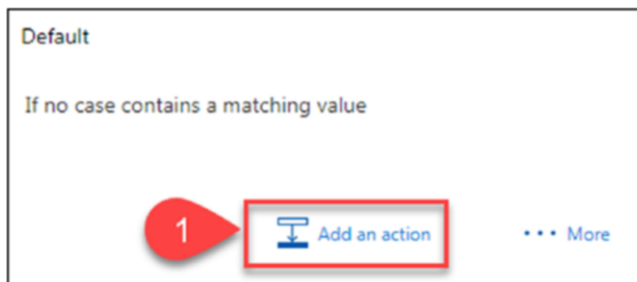 Default
If no case contains a matching value
1 Add an action ••• More